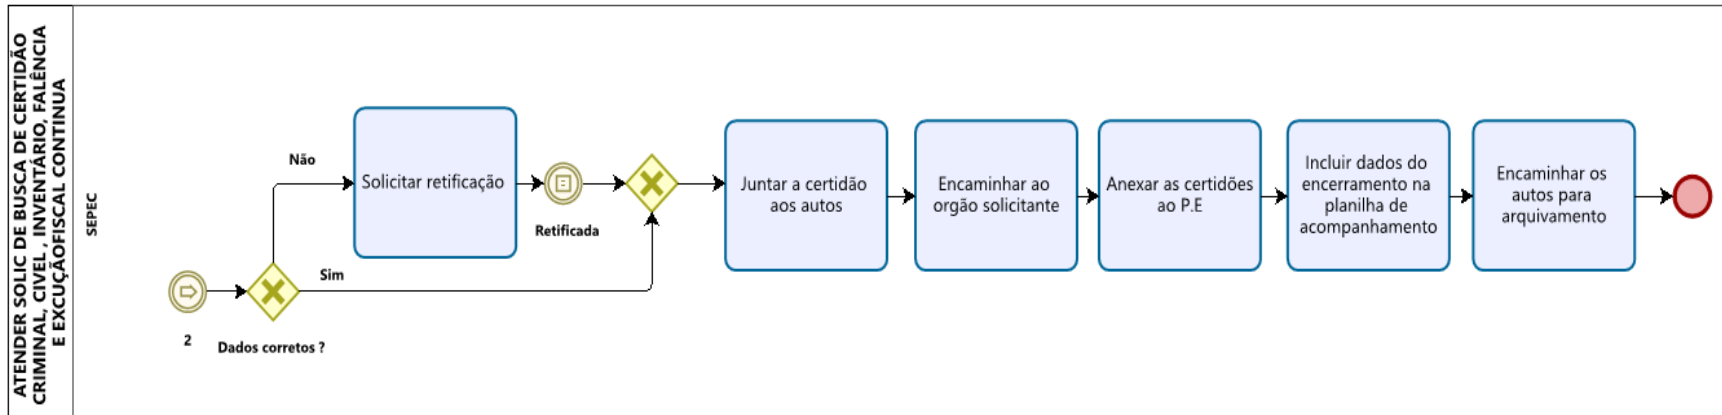 ATENDER SOLIC DE BUSCA DE CERTIDÃO
CRIMINAL, CIVEL , INVENTÁRIO, FALÊNCIA
E EXCUÇÃOFISCAL CONTINUA
SEPEC
2
Dados corretos ?
Não
Sim
Solicitar retificação
Retificada
Juntar a certidão
aos autos
Encaminhar ao
orgão solicitante
Anexar as certidões
ao P.E
Incluir dados do
encerramento na
planilha de
acompanhamento
Encaminhar os
autos para
arquivamento